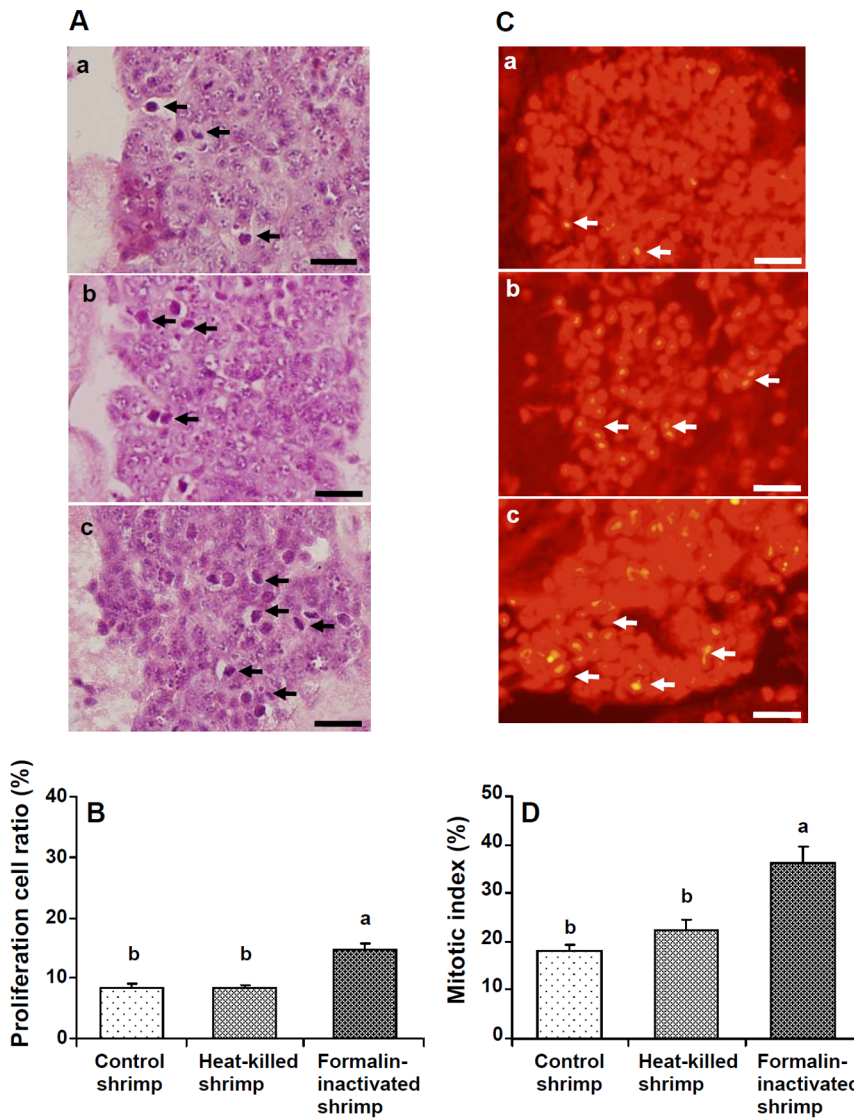 A
a
b
c
C
a
b
c
B
Proliferation cell ratio (%)
40
30
20
10
0
b
b
a
Control
shrimp
Heat-killed
shrimp
Formalin-
inactivated
shrimp
D
Mitotic index (%)
50
40
30
20
10
0
b
b
a
Control
shrimp
Heat-killed
shrimp
Formalin-
inactivated
shrimp